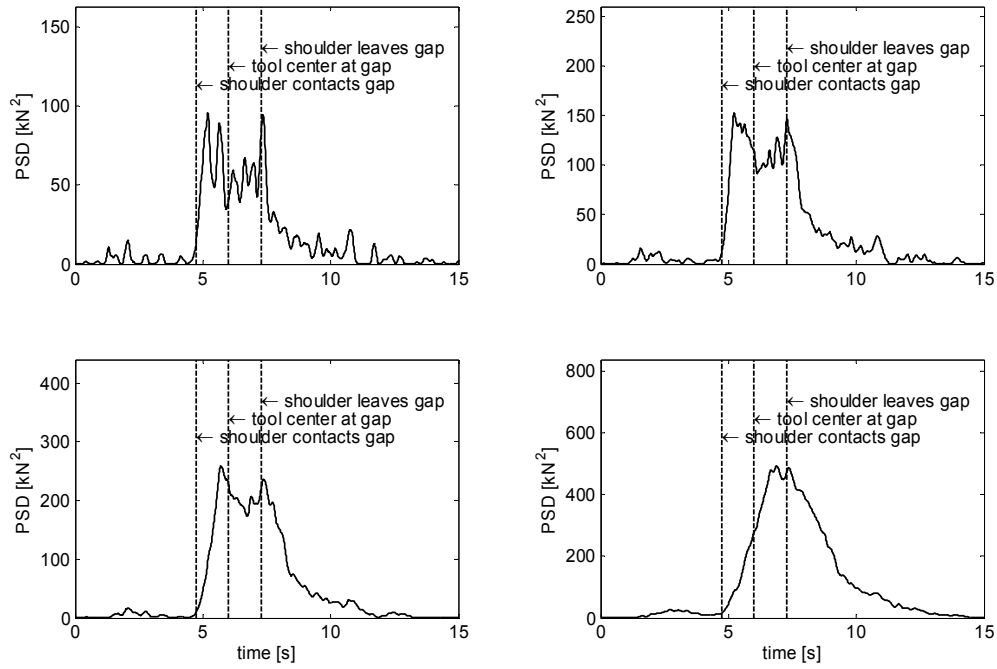 150
100
50
0
PSD [kN²]
← shoulder leaves gap
← tool center at gap
← shoulder contacts gap
0 5 10 15
250
200
150
100
50
0
PSD [kN²]
← shoulder leaves gap
← tool center at gap
← shoulder contacts gap
0 5 10 15
400
300
200
100
0
PSD [kN²]
← shoulder leaves gap
← tool center at gap
← shoulder contacts gap
0 5 10 15
time [s]
800
600
400
200
0
PSD [kN²]
← shoulder leaves gap
← tool center at gap
← shoulder contacts gap
0 5 10 15
time [s]